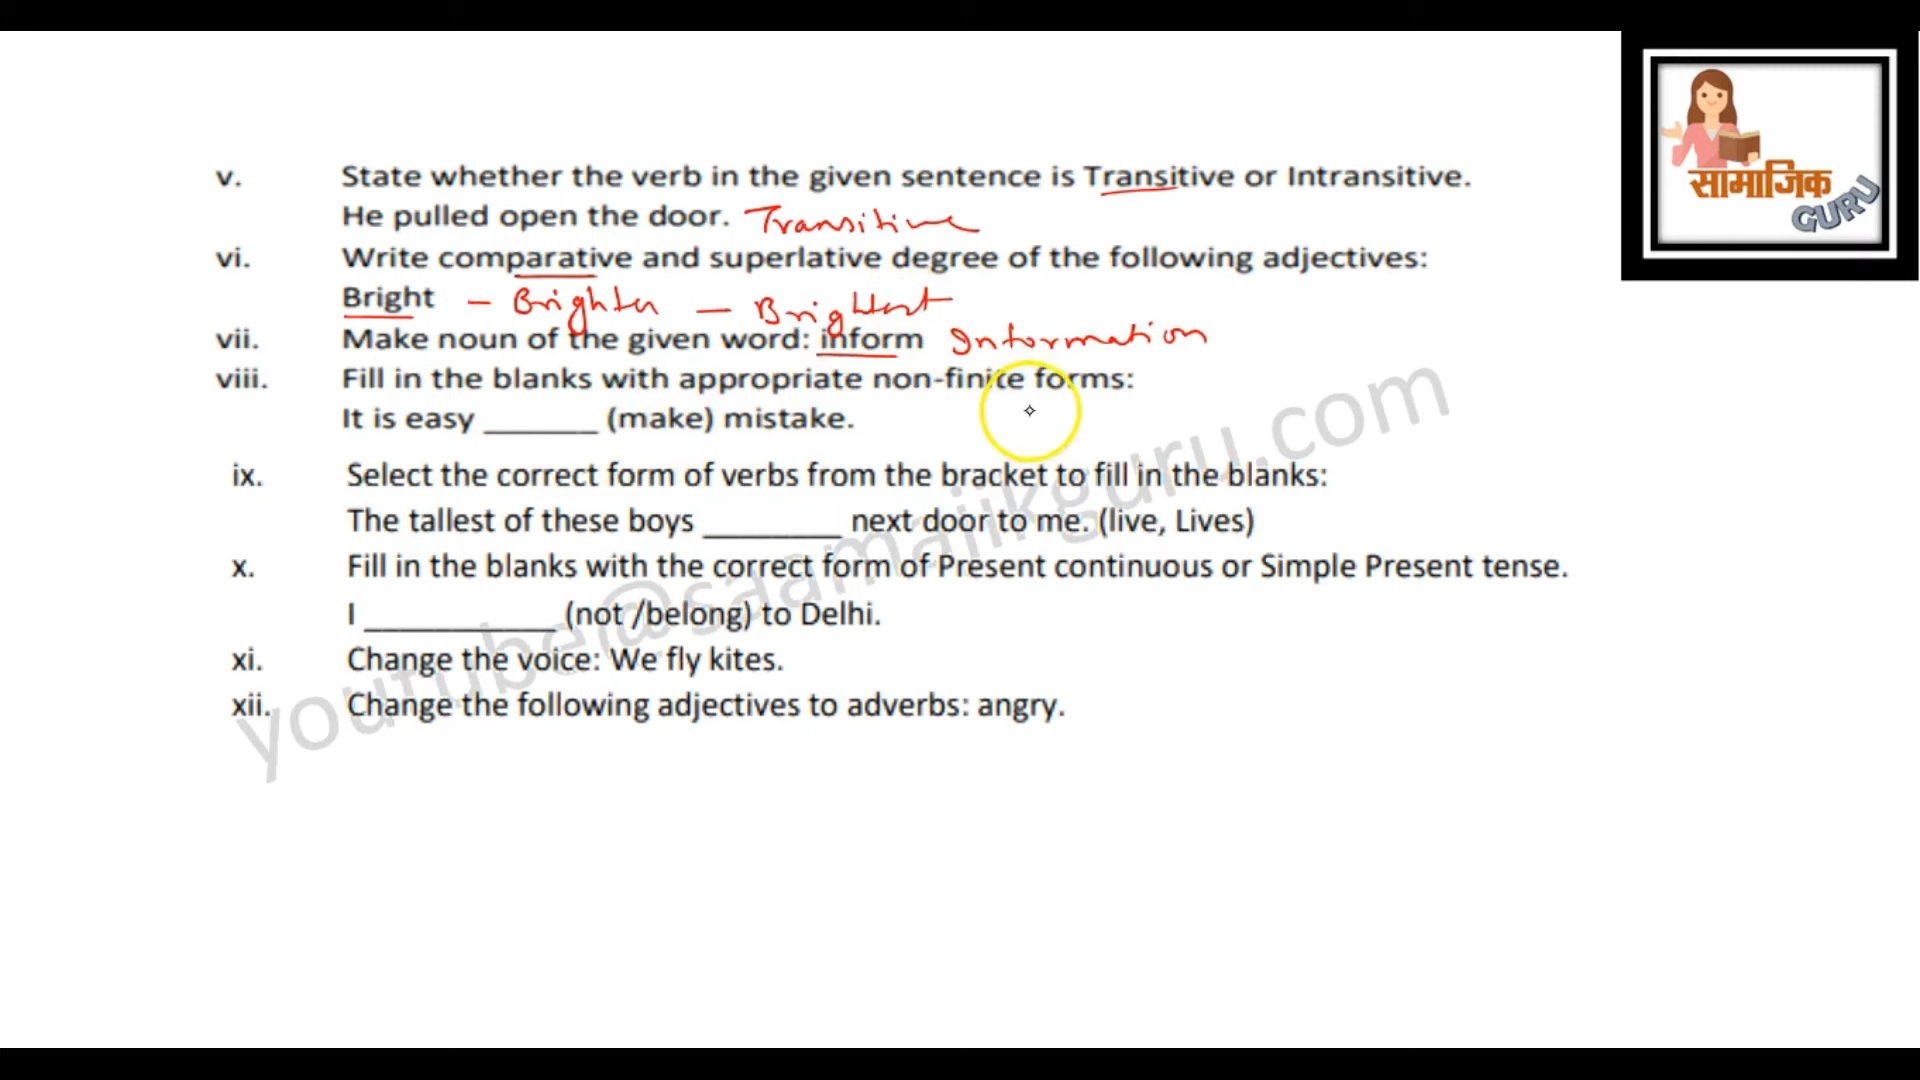 v. State whether the verb in the given sentence is Transitive or Intransitive.
He pulled open the door. Transitive
vi. Write comparative and superlative degree of the following adjectives:
Bright – Brighter – Brightest
vii. Make noun of the given word: inform Information
viii. Fill in the blanks with appropriate non-finite forms:
It is easy _______ (make) mistake.
ix. Select the correct form of verbs from the bracket to fill in the blanks:
The tallest of these boys ________ next door to me. (live, Lives)
x. Fill in the blanks with the correct form of Present continuous or Simple Present tense.
I ___________ (not /belong) to Delhi.
xi. Change the voice: We fly kites.
xii. Change the following adjectives to adverbs: angry.
youtube@saamajikguru.com
सामाजिक
GURU